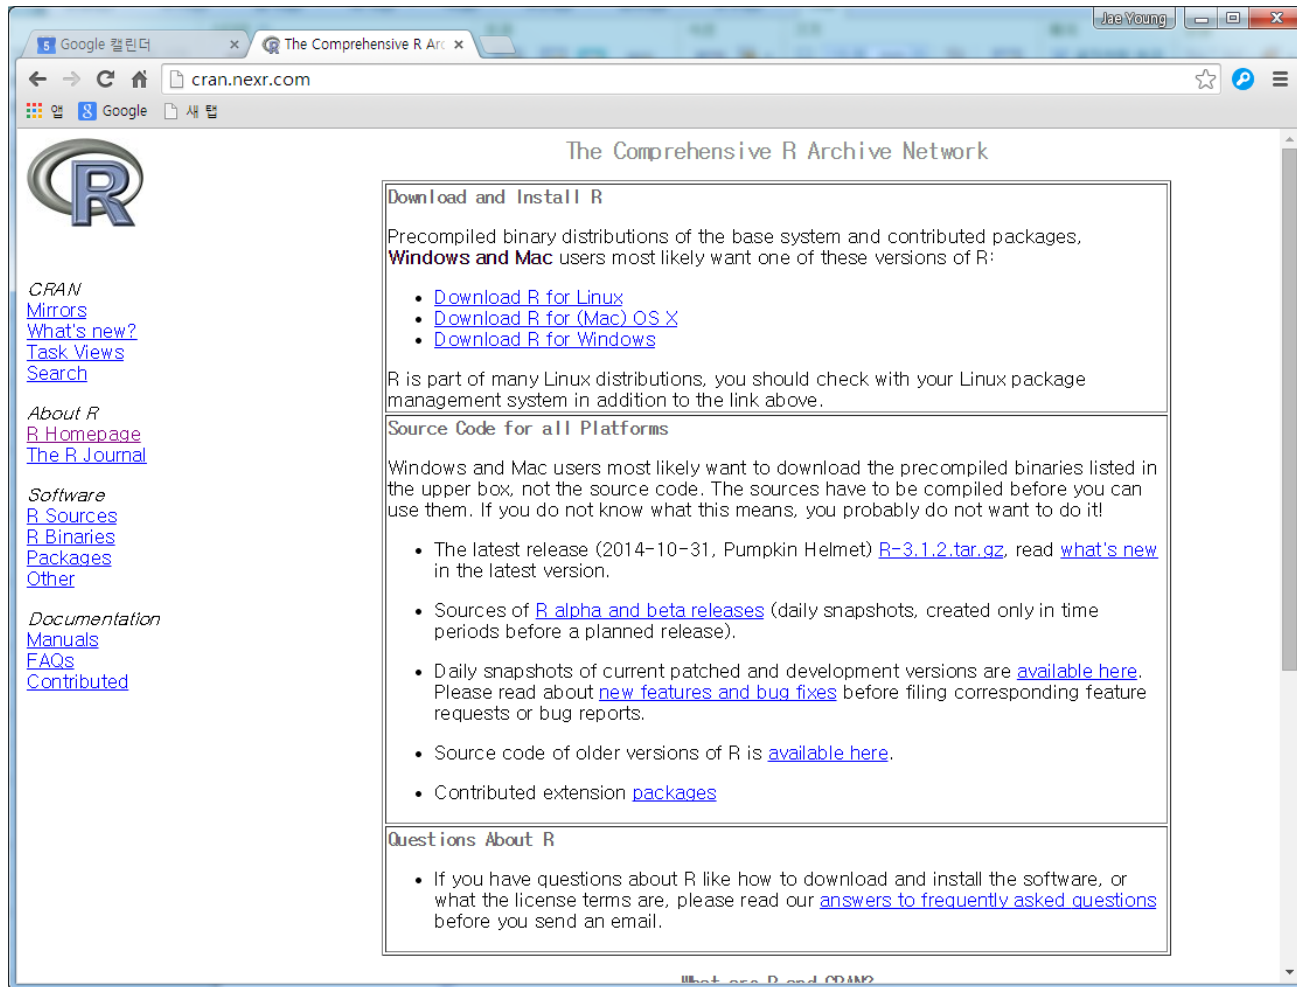 Jae Young
5 Google 캘린더
The Comprehensive R Arc
cran.nexr.com
앱 8 Google 새 탭
R
CRAN
Mirrors
What's new?
Task Views
Search
About R
R Homepage
The R Journal
Software
R Sources
R Binaries
Packages
Other
Documentation
Manuals
FAQs
Contributed
The Comprehensive R Archive Network
Download and Install R
Precompiled binary distributions of the base system and contributed packages,
Windows and Mac users most likely want one of these versions of R:
• Download R for Linux
• Download R for (Mac) OS X
• Download R for Windows
R is part of many Linux distributions, you should check with your Linux package
management system in addition to the link above.
Source Code for all Platforms
Windows and Mac users most likely want to download the precompiled binaries listed in
the upper box, not the source code. The sources have to be compiled before you can
use them. If you do not know what this means, you probably do not want to do it!
• The latest release (2014-10-31, Pumpkin Helmet) R-3.1.2.tar.gz, read what's new
in the latest version.
• Sources of R alpha and beta releases (daily snapshots, created only in time
periods before a planned release).
• Daily snapshots of current patched and development versions are available here.
Please read about new features and bug fixes before filing corresponding feature
requests or bug reports.
• Source code of older versions of R is available here.
• Contributed extension packages
Questions About R
• If you have questions about R like how to download and install the software, or
what the license terms are, please read our answers to frequently asked questions
before you send an email.
What are R and CRAN?